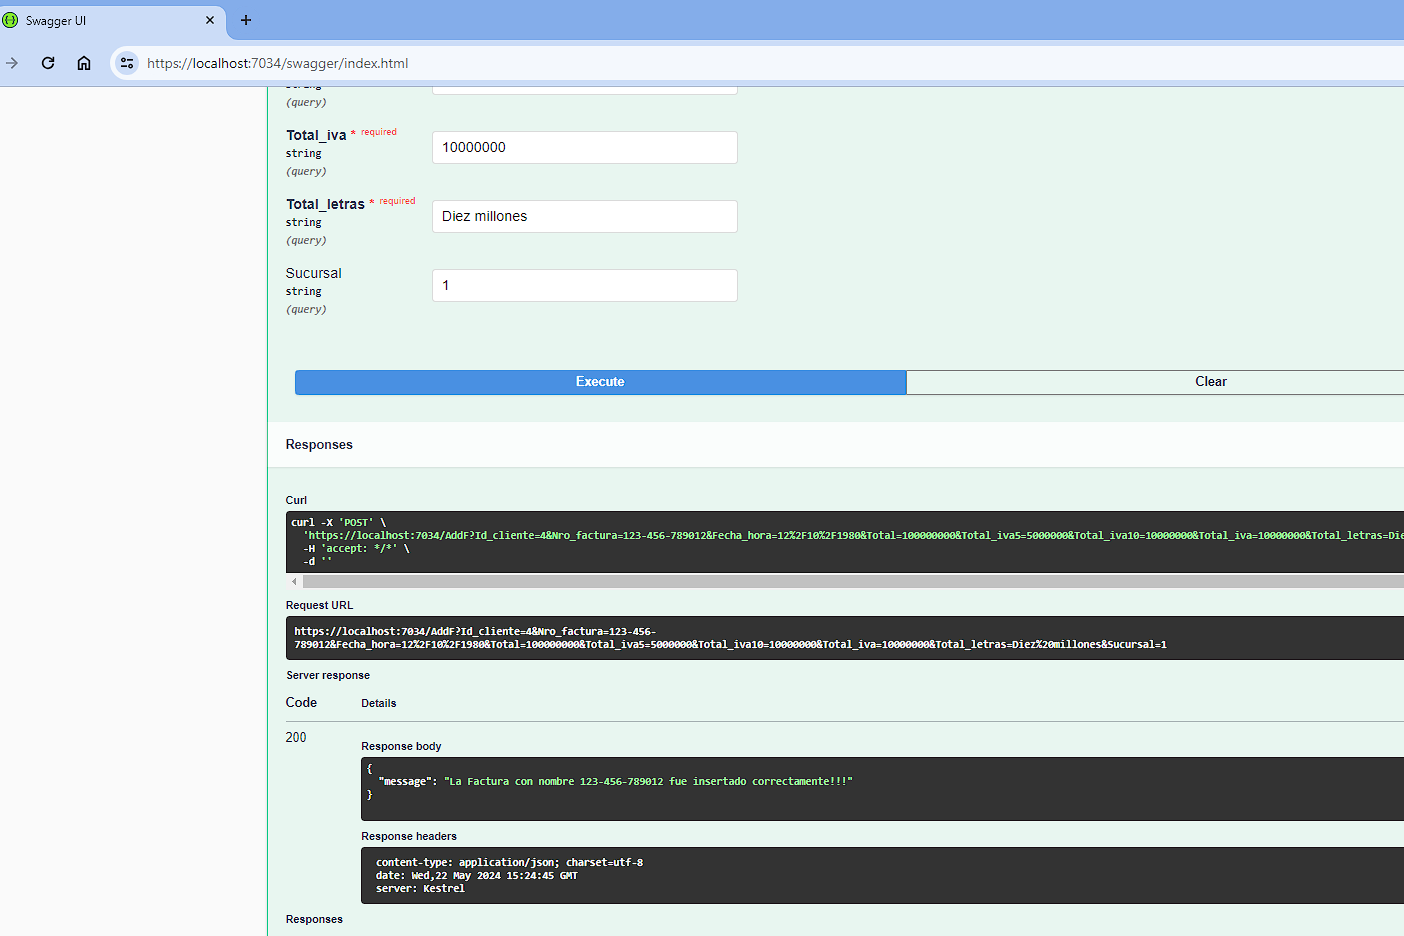 Swagger UI
https://localhost:7034/swagger/index.html
string
(query)
Total_iva * required
string
(query)
10000000
Total_letras * required
string
(query)
Diez millones
Sucursal
string
(query)
1
Execute
Clear
Responses
Curl
curl -X 'POST' \
'https://localhost:7034/AddF?Id_cliente=4&Nro_factura=123-456-789012&Fecha_hora=12%2F10%2F1980&Total=100000000&Total_iva5=5000000&Total_iva10=10000000&Total_iva=10000000&Total_letras=Die
-H 'accept: */*' \
-d ''
Request URL
https://localhost:7034/AddF?Id_cliente=4&Nro_factura=123-456-
789012&Fecha_hora=12%2F10%2F1980&Total=100000000&Total_iva5=5000000&Total_iva10=10000000&Total_iva=10000000&Total_letras=Diez%20millones&Sucursal=1
Server response
Code
Details
200
Response body
{
"message": "La Factura con nombre 123-456-789012 fue insertado correctamente!!!"
}
Response headers
content-type: application/json; charset=utf-8
date: Wed,22 May 2024 15:24:45 GMT
server: Kestrel
Responses